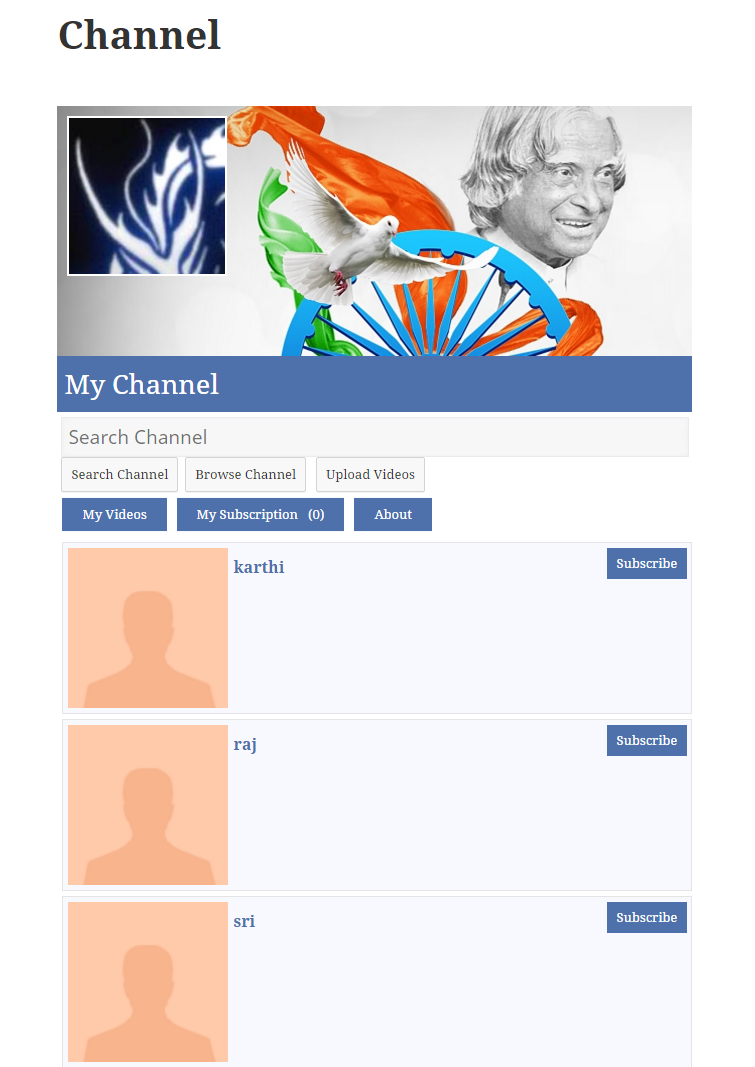 Channel
My Channel
Search Channel
Search Channel Browse Channel Upload Videos
My Videos My Subscription (0) About
karthi Subscribe
raj Subscribe
sri Subscribe